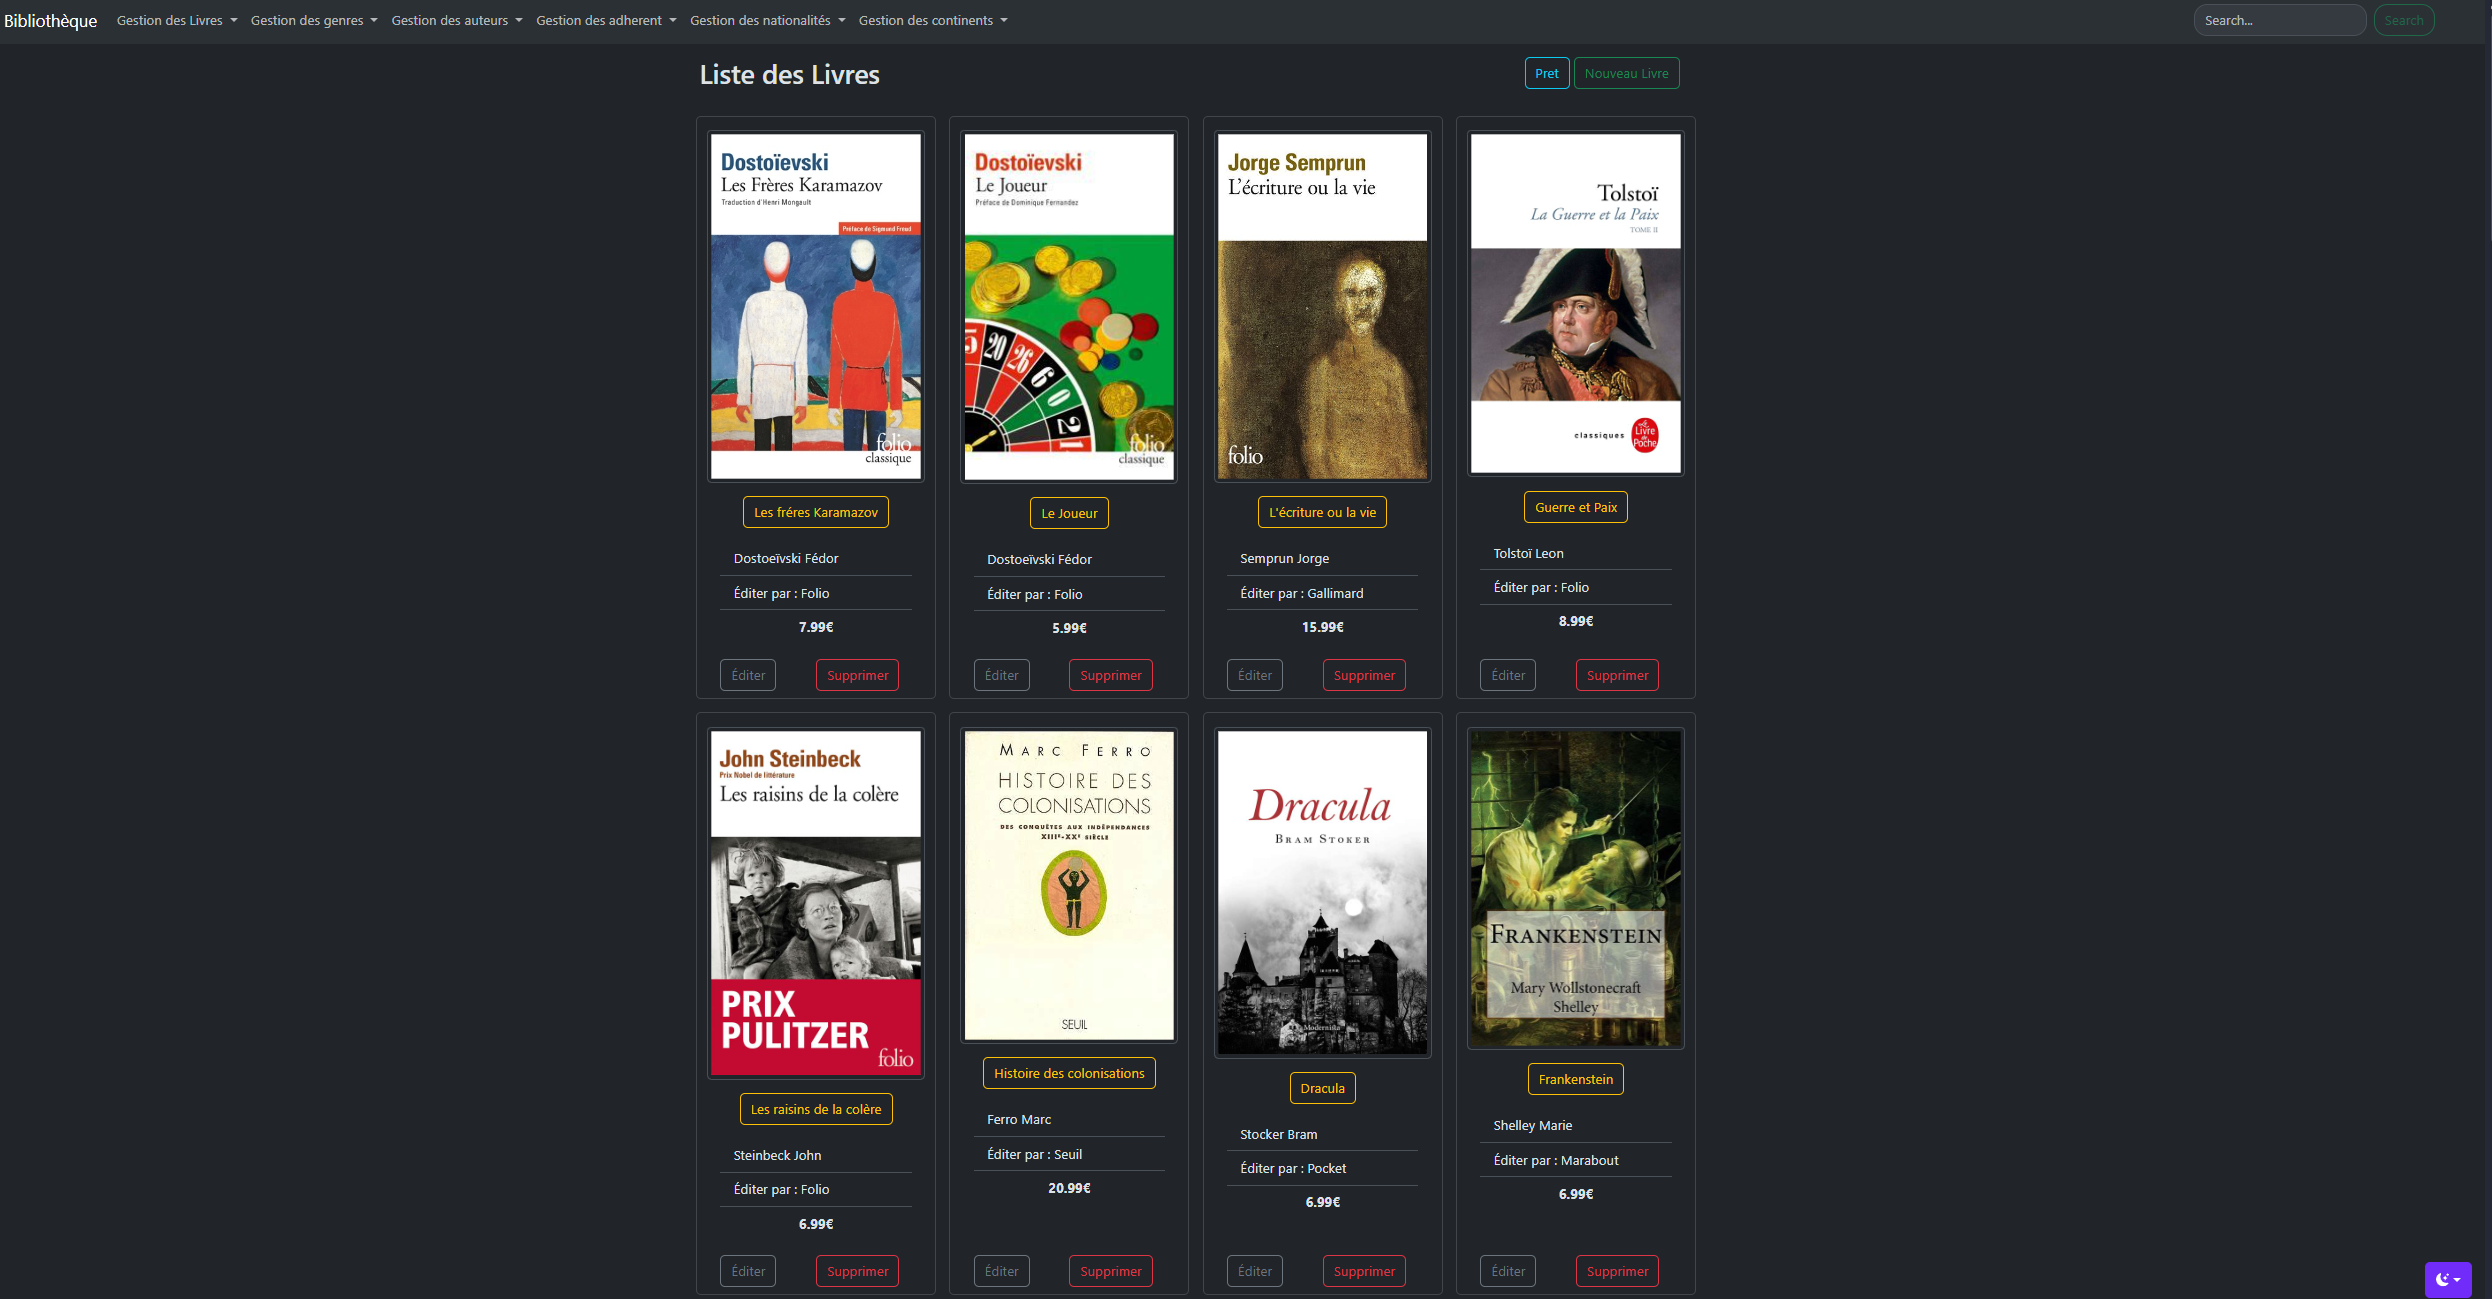 Bibliothèque Gestion des Livres Gestion des genres Gestion des auteurs Gestion des adherent Gestion des nationalités Gestion des continents Search... Search
Liste des Livres Pret Nouveau Livre
Dostoïevski
Les Frères Karamazov
Traduction d'Henri Mongault
Préface de Sigmund Freud
folio
classique
Les fréres Karamazov
Dostoeïvski Fédor
Éditer par : Folio
7.99€
Éditer Supprimer
Dostoïevski
Le Joueur
Préface de Dominique Fernandez
5 20 26 6 0 2 1
folio
classique
Le Joueur
Dostoeïvski Fédor
Éditer par : Folio
5.99€
Éditer Supprimer
Jorge Semprun
L'écriture ou la vie
folio
L'écriture ou la vie
Semprun Jorge
Éditer par : Gallimard
15.99€
Éditer Supprimer
Tolstoï
La Guerre et la Paix
TOME II
classiques
Le
Livre
de
Poche
Guerre et Paix
Tolstoï Leon
Éditer par : Folio
8.99€
Éditer Supprimer
John Steinbeck
Prix Nobel de littérature
Les raisins de la colère
PRIX
PULITZER
folio
Les raisins de la colère
Steinbeck John
Éditer par : Folio
6.99€
Éditer Supprimer
MARC FERRO
HISTOIRE DES
COLONISATIONS
DES CONQUÊTES AUX INDÉPENDANCES
XIIIe-XXe SIÈCLE
SEUIL
Histoire des colonisations
Ferro Marc
Éditer par : Seuil
20.99€
Éditer Supprimer
Dracula
BRAM STOKER
Modernista
Dracula
Stocker Bram
Éditer par : Pocket
6.99€
Éditer Supprimer
FRANKENSTEIN
Mary Wollstonecraft
Shelley
Frankenstein
Shelley Marie
Éditer par : Marabout
6.99€
Éditer Supprimer